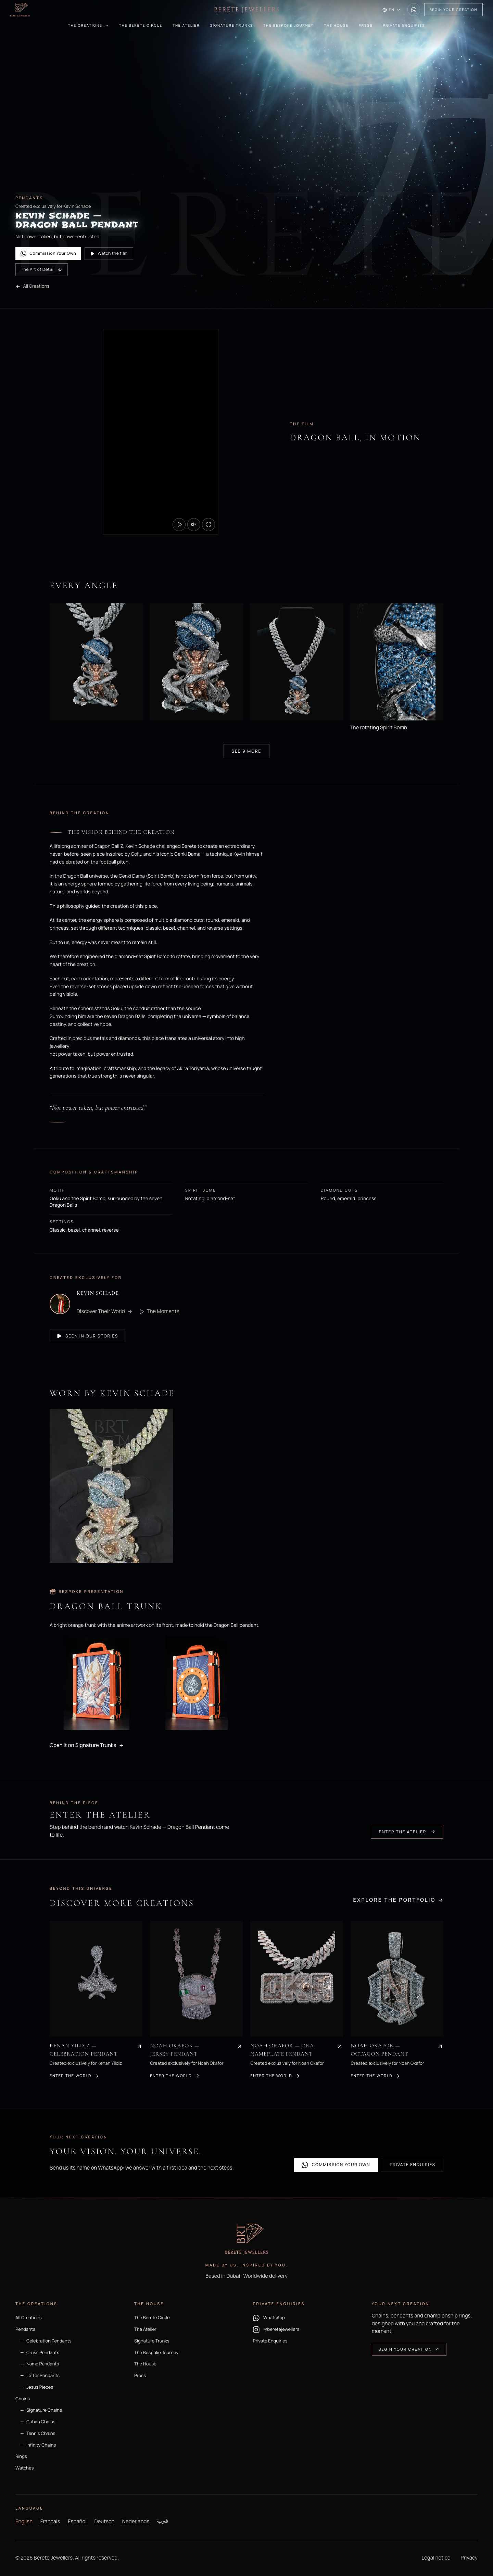 BERETE JEWELLERS
EN
BEGIN YOUR CREATION
THE CREATIONS
THE BERETE CIRCLE
THE ATELIER
SIGNATURE TRUNKS
THE BESPOKE JOURNEY
THE HOUSE
PRESS
PRIVATE ENQUIRIES
PENDANTS
Created exclusively for Kevin Schade
KEVIN SCHADE —
DRAGON BALL PENDANT
Not power taken, but power entrusted.
Commission Your Own
Watch the film
The Art of Detail
All Creations
THE FILM
DRAGON BALL, IN MOTION
EVERY ANGLE
The rotating Spirit Bomb
SEE 9 MORE
BEHIND THE CREATION
THE VISION BEHIND THE CREATION
A lifelong admirer of Dragon Ball Z, Kevin Schade challenged Berete to create an extraordinary,
never-before-seen piece inspired by Goku and his iconic Genki Dama — a technique Kevin himself
had celebrated on the football pitch.
In the Dragon Ball universe, the Genki Dama (Spirit Bomb) is not born from force, but from unity.
It is an energy sphere formed by gathering life force from every living being: humans, animals,
nature, and worlds beyond.
This philosophy guided the creation of this piece.
At its center, the energy sphere is composed of multiple diamond cuts; round, emerald, and
princess, set through different techniques: classic, bezel, channel, and reverse settings.
But to us, energy was never meant to remain still.
We therefore engineered the diamond-set Spirit Bomb to rotate, bringing movement to the very
heart of the creation.
Each cut, each orientation, represents a different form of life contributing its energy.
Even the reverse-set stones placed upside down reflect the unseen forces that give without
being visible.
Beneath the sphere stands Goku, the conduit rather than the source.
Surrounding him are the seven Dragon Balls, completing the universe — symbols of balance,
destiny, and collective hope.
Crafted in precious metals and diamonds, this piece translates a universal story into high
jewellery:
not power taken, but power entrusted.
A tribute to imagination, craftsmanship, and the legacy of Akira Toriyama, whose universe taught
generations that true strength is never singular.
“Not power taken, but power entrusted.”
COMPOSITION & CRAFTSMANSHIP
MOTIF
Goku and the Spirit Bomb, surrounded by the seven
Dragon Balls
SPIRIT BOMB
Rotating, diamond-set
DIAMOND CUTS
Round, emerald, princess
SETTINGS
Classic, bezel, channel, reverse
CREATED EXCLUSIVELY FOR
KEVIN SCHADE
Discover Their World
The Moments
SEEN IN OUR STORIES
WORN BY KEVIN SCHADE
BESPOKE PRESENTATION
DRAGON BALL TRUNK
A bright orange trunk with the anime artwork on its front, made to hold the Dragon Ball pendant.
Open it on Signature Trunks
BEHIND THE PIECE
ENTER THE ATELIER
Step behind the bench and watch Kevin Schade — Dragon Ball Pendant come
to life.
ENTER THE ATELIER
BEYOND THIS UNIVERSE
DISCOVER MORE CREATIONS
EXPLORE THE PORTFOLIO
KENAN YILDIZ —
CELEBRATION PENDANT
Created exclusively for Kenan Yildiz
ENTER THE WORLD
NOAH OKAFOR —
JERSEY PENDANT
Created exclusively for Noah Okafor
ENTER THE WORLD
NOAH OKAFOR — OKA
NAMEPLATE PENDANT
Created exclusively for Noah Okafor
ENTER THE WORLD
NOAH OKAFOR —
OCTAGON PENDANT
Created exclusively for Noah Okafor
ENTER THE WORLD
YOUR NEXT CREATION
YOUR VISION. YOUR UNIVERSE.
Send us its name on WhatsApp: we answer with a first idea and the next steps.
COMMISSION YOUR OWN
PRIVATE ENQUIRIES
BRT
BERETE JEWELLERS
MADE BY US, INSPIRED BY YOU.
Based in Dubai · Worldwide delivery
THE CREATIONS
All Creations
Pendants
— Celebration Pendants
— Cross Pendants
— Name Pendants
— Letter Pendants
— Jesus Pieces
Chains
— Signature Chains
— Cuban Chains
— Tennis Chains
— Infinity Chains
Rings
Watches
THE HOUSE
The Berete Circle
The Atelier
Signature Trunks
The Bespoke Journey
The House
Press
PRIVATE ENQUIRIES
WhatsApp
@beretejewellers
Private Enquiries
YOUR NEXT CREATION
Chains, pendants and championship rings,
designed with you and crafted for the
moment.
BEGIN YOUR CREATION
LANGUAGE
English
Français
Español
Deutsch
Nederlands
العربية
© 2026 Berete Jewellers. All rights reserved.
Legal notice
Privacy